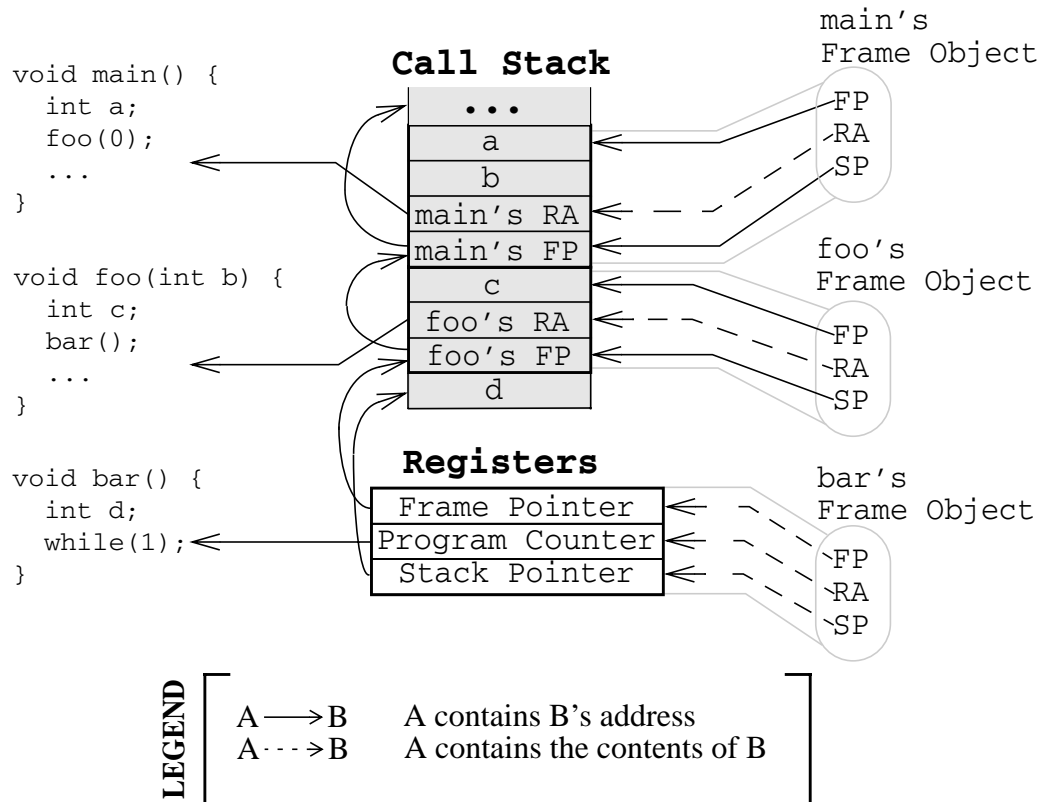 void main() {
int a;
foo(0);
...
}
void foo(int b) {
int c;
bar();
...
}
void bar() {
int d;
while(1);
}
Call Stack
...
a
b
main's RA
main's FP
c
foo's RA
foo's FP
d
Registers
Frame Pointer
Program Counter
Stack Pointer
main's
Frame Object
FP
RA
SP
foo's
Frame Object
FP
RA
SP
bar's
Frame Object
FP
RA
SP
LEGEND
A B A contains B's address
A B A contains the contents of B